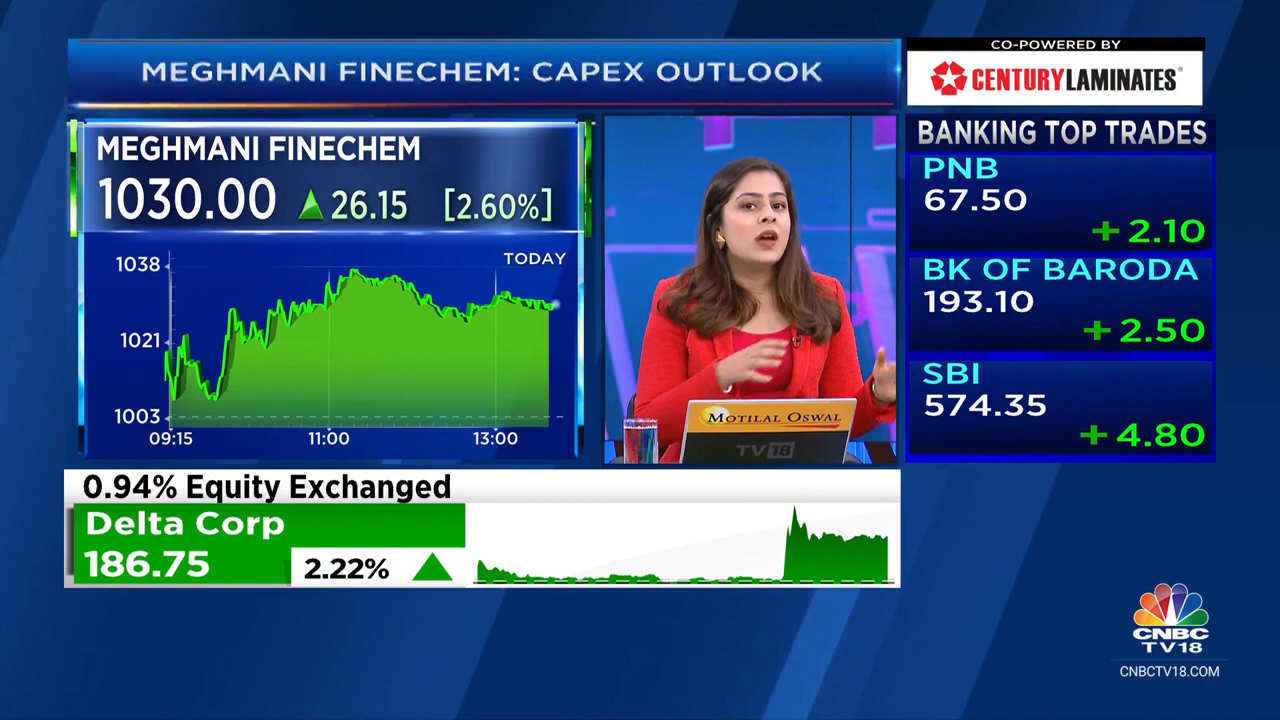 MEGHMANI FINECHEM: CAPEX OUTLOOK
CO-POWERED BY
CENTURYLAMINATES®
MEGHMANI FINECHEM
1030.00 ▲ 26.15 [2.60%]
TODAY
1038
1021
1003
09:15 11:00 13:00
MOTILAL OSWAL
TV18
BANKING TOP TRADES
PNB
67.50
+ 2.10
BK OF BARODA
193.10
+ 2.50
SBI
574.35
+ 4.80
0.94% Equity Exchanged
Delta Corp
186.75 2.22% ▲
CNBC
TV18
CNBCTV18.COM